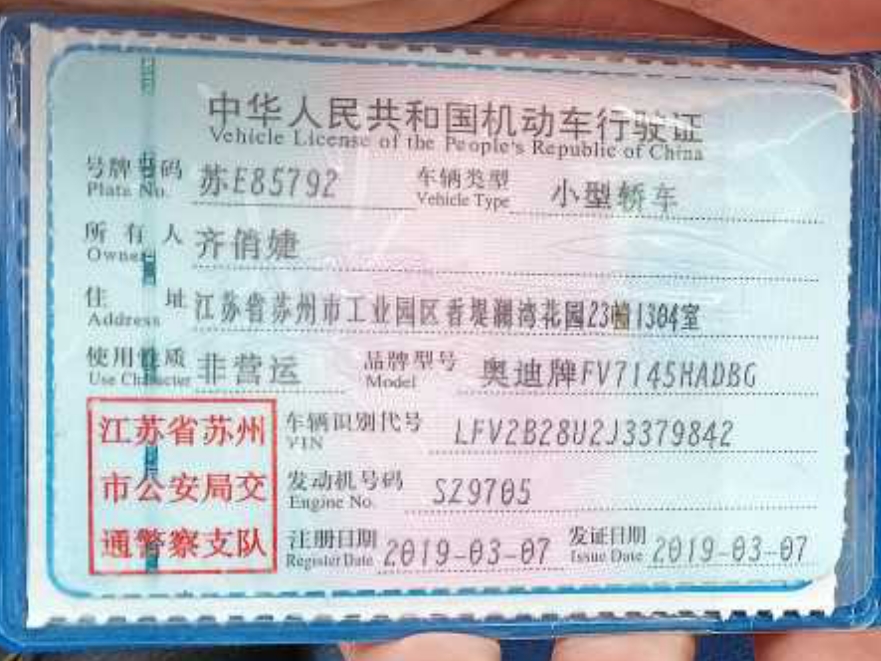 中华人民共和国机动车行驶证
Vehicle License of the People's Republic of China
号牌号码 苏E85792 车辆类型 小型轿车
Plate No. Vehicle Type
所有人 齐俏婕
Owner
住址 江苏省苏州市工业园区香堤澜湾花园23幢1304室
Address
使用性质 非营运 品牌型号 奥迪牌FV7145HADBG
Use Character Model
江苏省苏州
市公安局交
通警察支队
车辆识别代号 LFV2B28U2J3379842
VIN
发动机号码 SZ9705
Engine No.
注册日期 2019-03-07 发证日期 2019-03-07
Register Date Issue Date